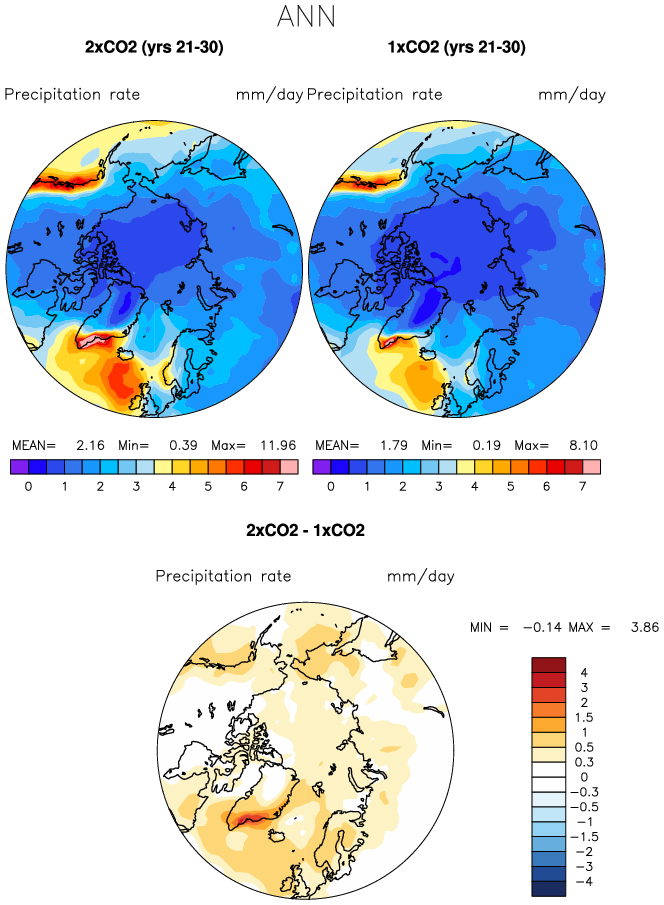 ANN
2xCO2 (yrs 21-30)
1xCO2 (yrs 21-30)
Precipitation rate mm/day
Precipitation rate mm/day
MEAN= 2.16 Min= 0.39 Max= 11.96
0 1 2 3 4 5 6 7
MEAN= 1.79 Min= 0.19 Max= 8.10
0 1 2 3 4 5 6 7
2xCO2 - 1xCO2
Precipitation rate mm/day
MIN = -0.14 MAX = 3.86
4
3
2
1.5
1
0.5
0.3
0
-0.3
-0.5
-1
-1.5
-2
-3
-4